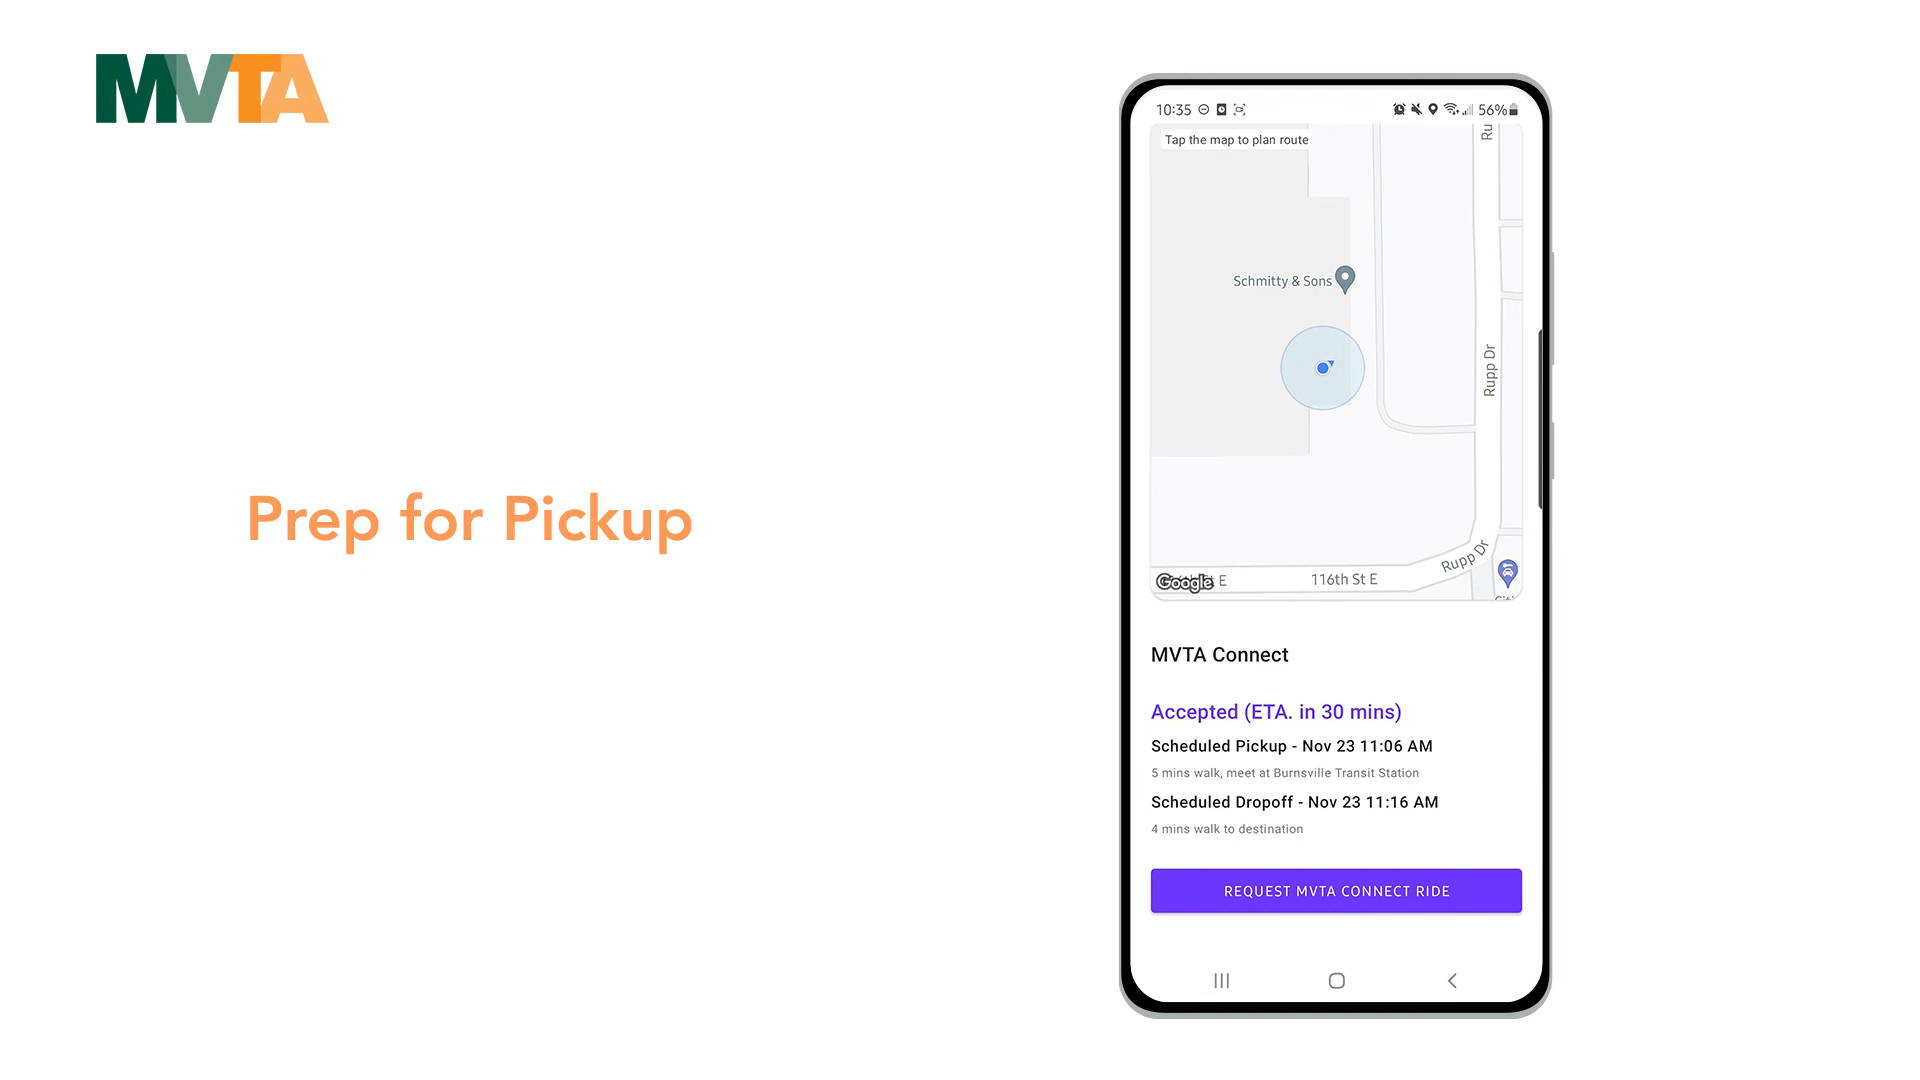 MVTA
Prep for Pickup
10:35
56%
Tap the map to plan route
Ru
Schmitty & Sons
Rupp Dr
Rupp Dr
116th St E
Google
St E
MVTA Connect
Accepted (ETA. in 30 mins)
Scheduled Pickup - Nov 23 11:06 AM
5 mins walk, meet at Burnsville Transit Station
Scheduled Dropoff - Nov 23 11:16 AM
4 mins walk to destination
REQUEST MVTA CONNECT RIDE